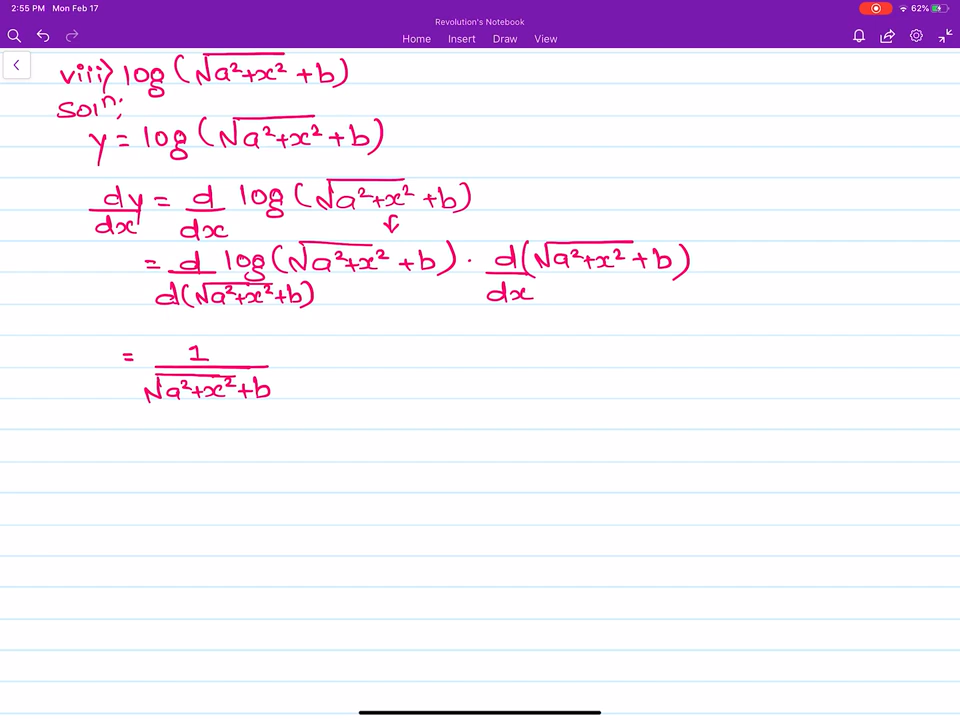 2:55 PM Mon Feb 17 62%
Revolution's Notebook
Home Insert Draw View
viii) log(√a²+x² + b)
Solⁿ;
y = log(√a²+x² + b)
dy/dx = d/dx log(√a²+x² + b)
= d/d(√a²+x²+b) log(√a²+x² + b) · d(√a²+x² + b)/dx
= 1/√a²+x²+b